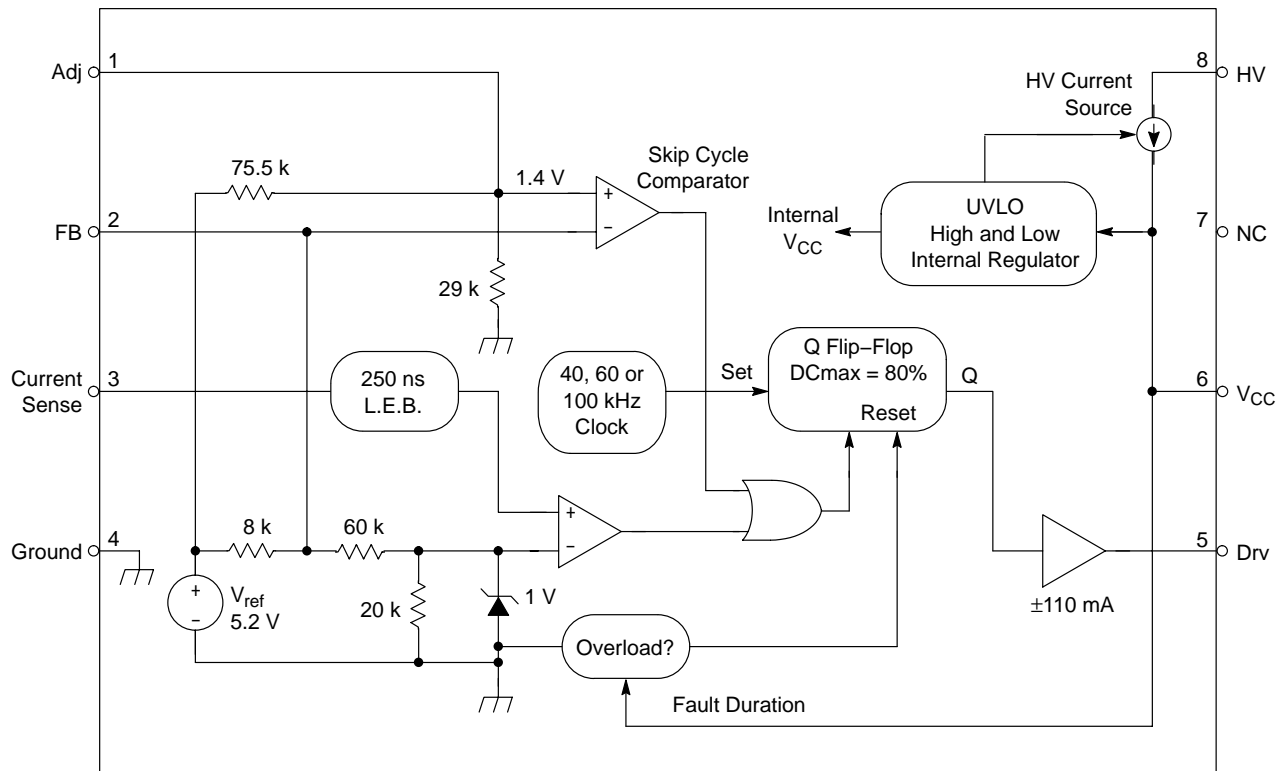 Adj
1
75.5 k
1.4 V
Skip Cycle
Comparator
+
−
FB
2
29 k
HV Current
Source
8
HV
UVLO
High and Low
Internal Regulator
Internal
VCC
7
NC
Current
Sense
3
250 ns
L.E.B.
40, 60 or
100 kHz
Clock
Set
Q Flip−Flop
DCmax = 80%
Reset
Q
6
VCC
Ground
4
8 k
60 k
+
−
+
−
Vref
5.2 V
20 k
1 V
Overload?
Fault Duration
±110 mA
5
Drv